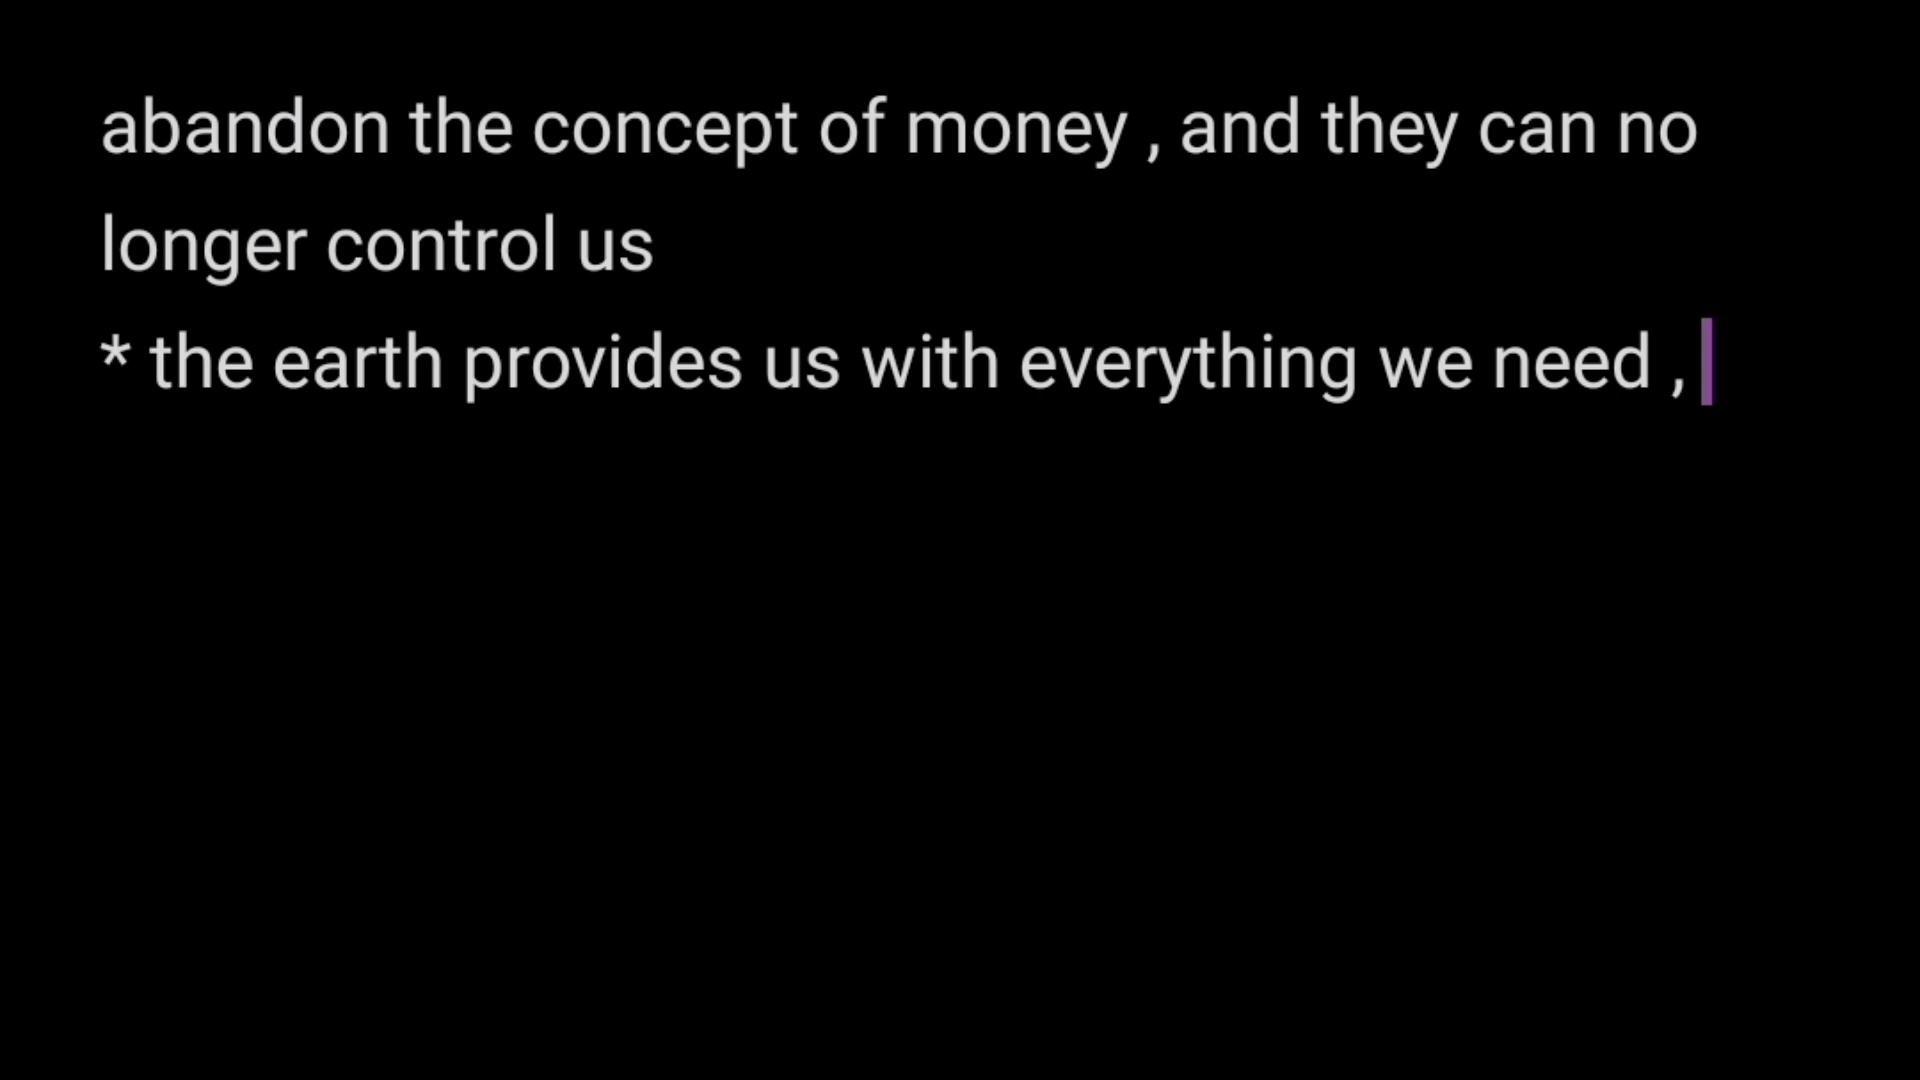 abandon the concept of money , and they can no
longer control us
* the earth provides us with everything we need ,